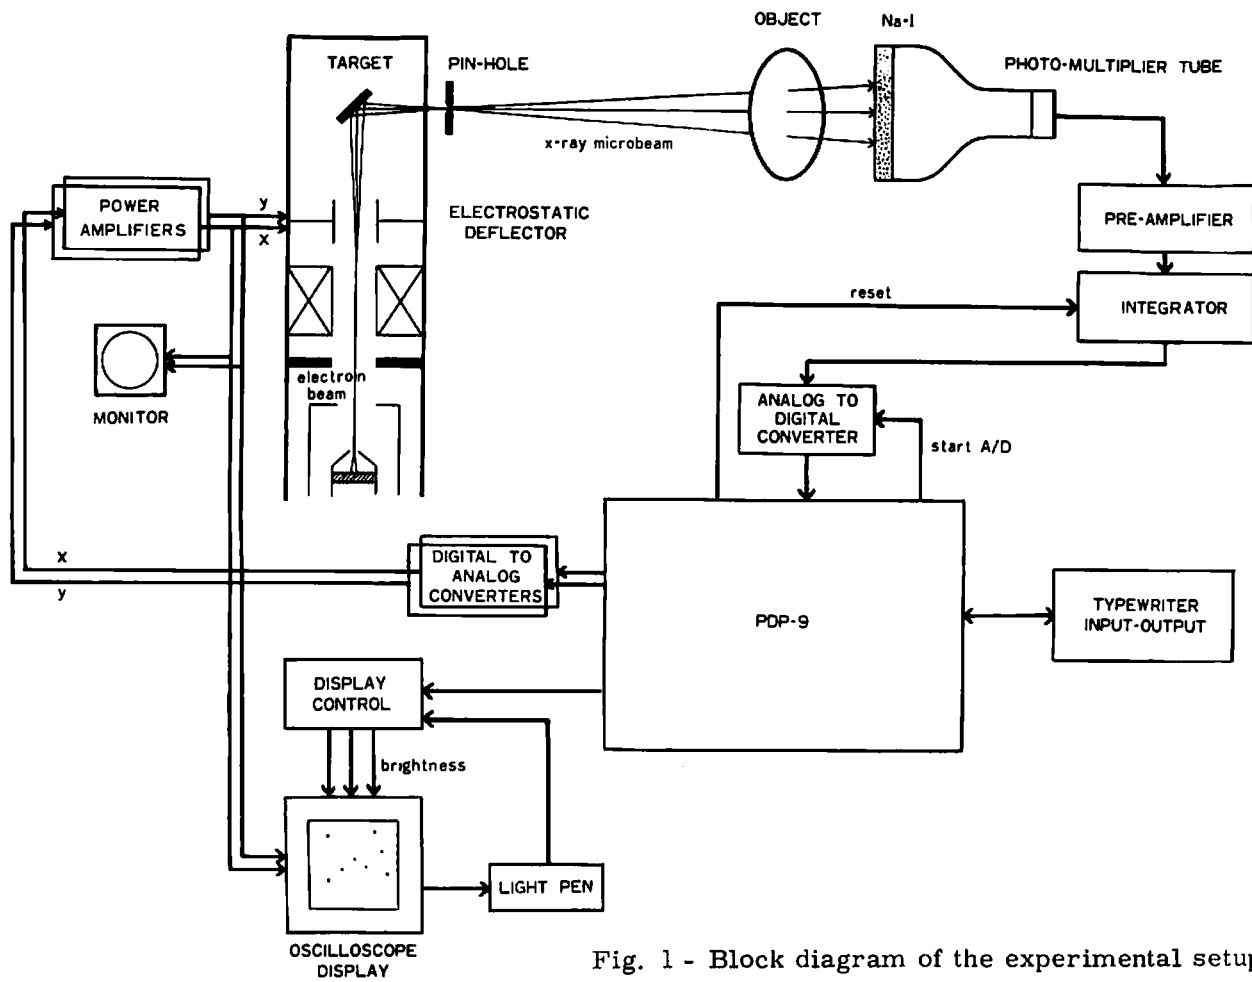 OBJECT
Na-I
TARGET
PIN-HOLE
PHOTO-MULTIPLIER TUBE
x-ray microbeam
POWER
AMPLIFIERS
y
x
ELECTROSTATIC
DEFLECTOR
PRE-AMPLIFIER
reset
INTEGRATOR
MONITOR
electron
beam
ANALOG TO
DIGITAL
CONVERTER
start A/D
x
y
DIGITAL TO
ANALOG
CONVERTERS
PDP-9
TYPEWRITER
INPUT-OUTPUT
DISPLAY
CONTROL
brightness
LIGHT PEN
OSCILLOSCOPE
DISPLAY
Fig. 1 - Block diagram of the experimental setup